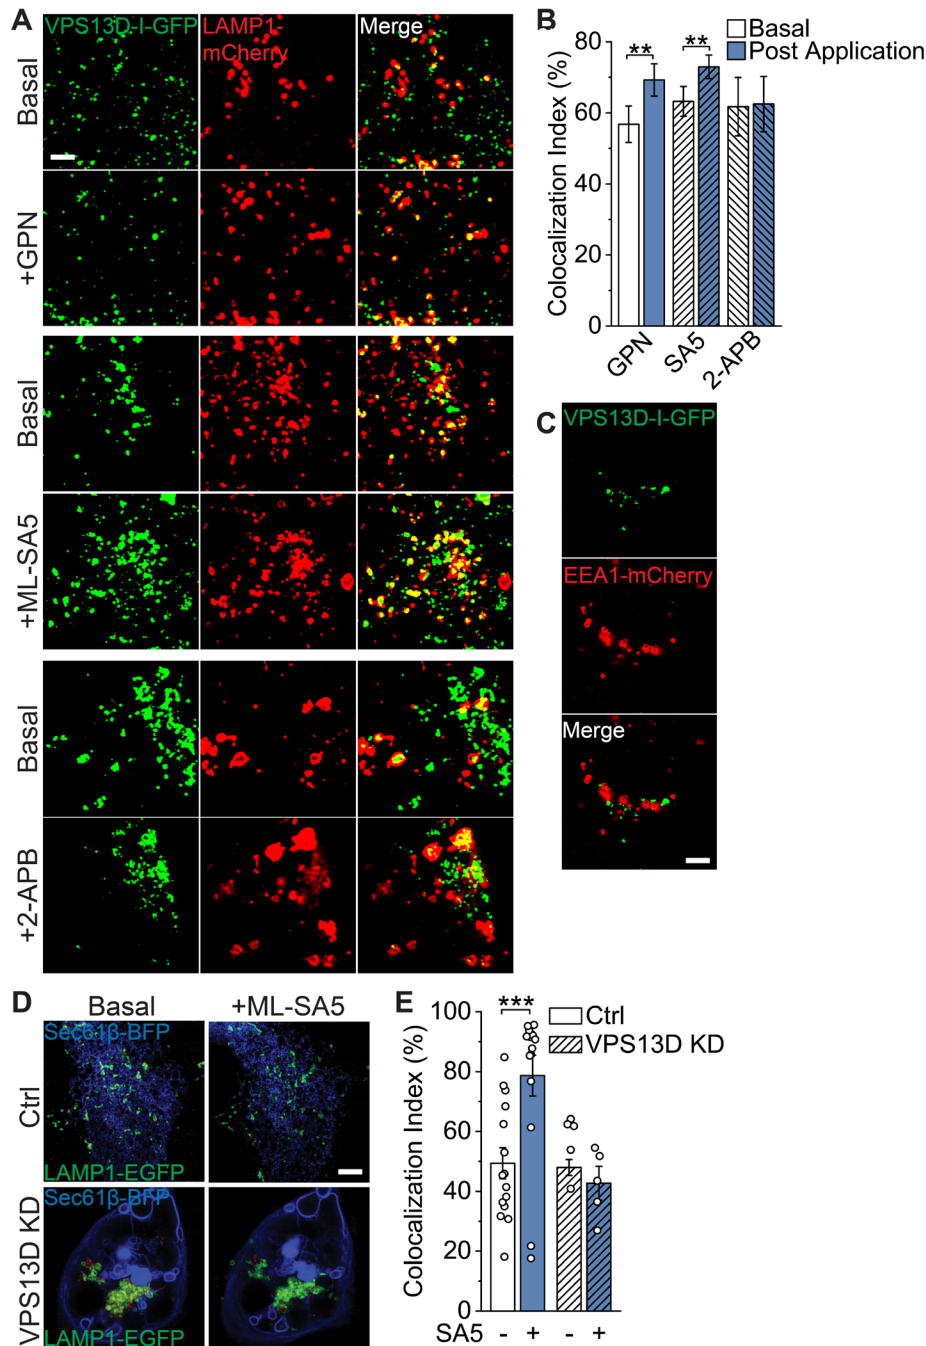 A
VPS13D-I-GFP
LAMP1
mCherry
Merge
Basal
+GPN
Basal
+ML-SA5
Basal
+2-APB
B
Basal
Post Application
**
**
Colocalization Index (%)
80
60
40
20
0
GPN
SA5
2-APB
C
VPS13D-I-GFP
EEA1-mCherry
Merge
D
Basal
+ML-SA5
Ctrl
Sec61β-BFP
LAMP1-EGFP
VPS13D KD
Sec61β-BFP
LAMP1-EGFP
E
Ctrl
VPS13D KD
***
Colocalization Index (%)
100
80
60
40
20
0
SA5 - + - +